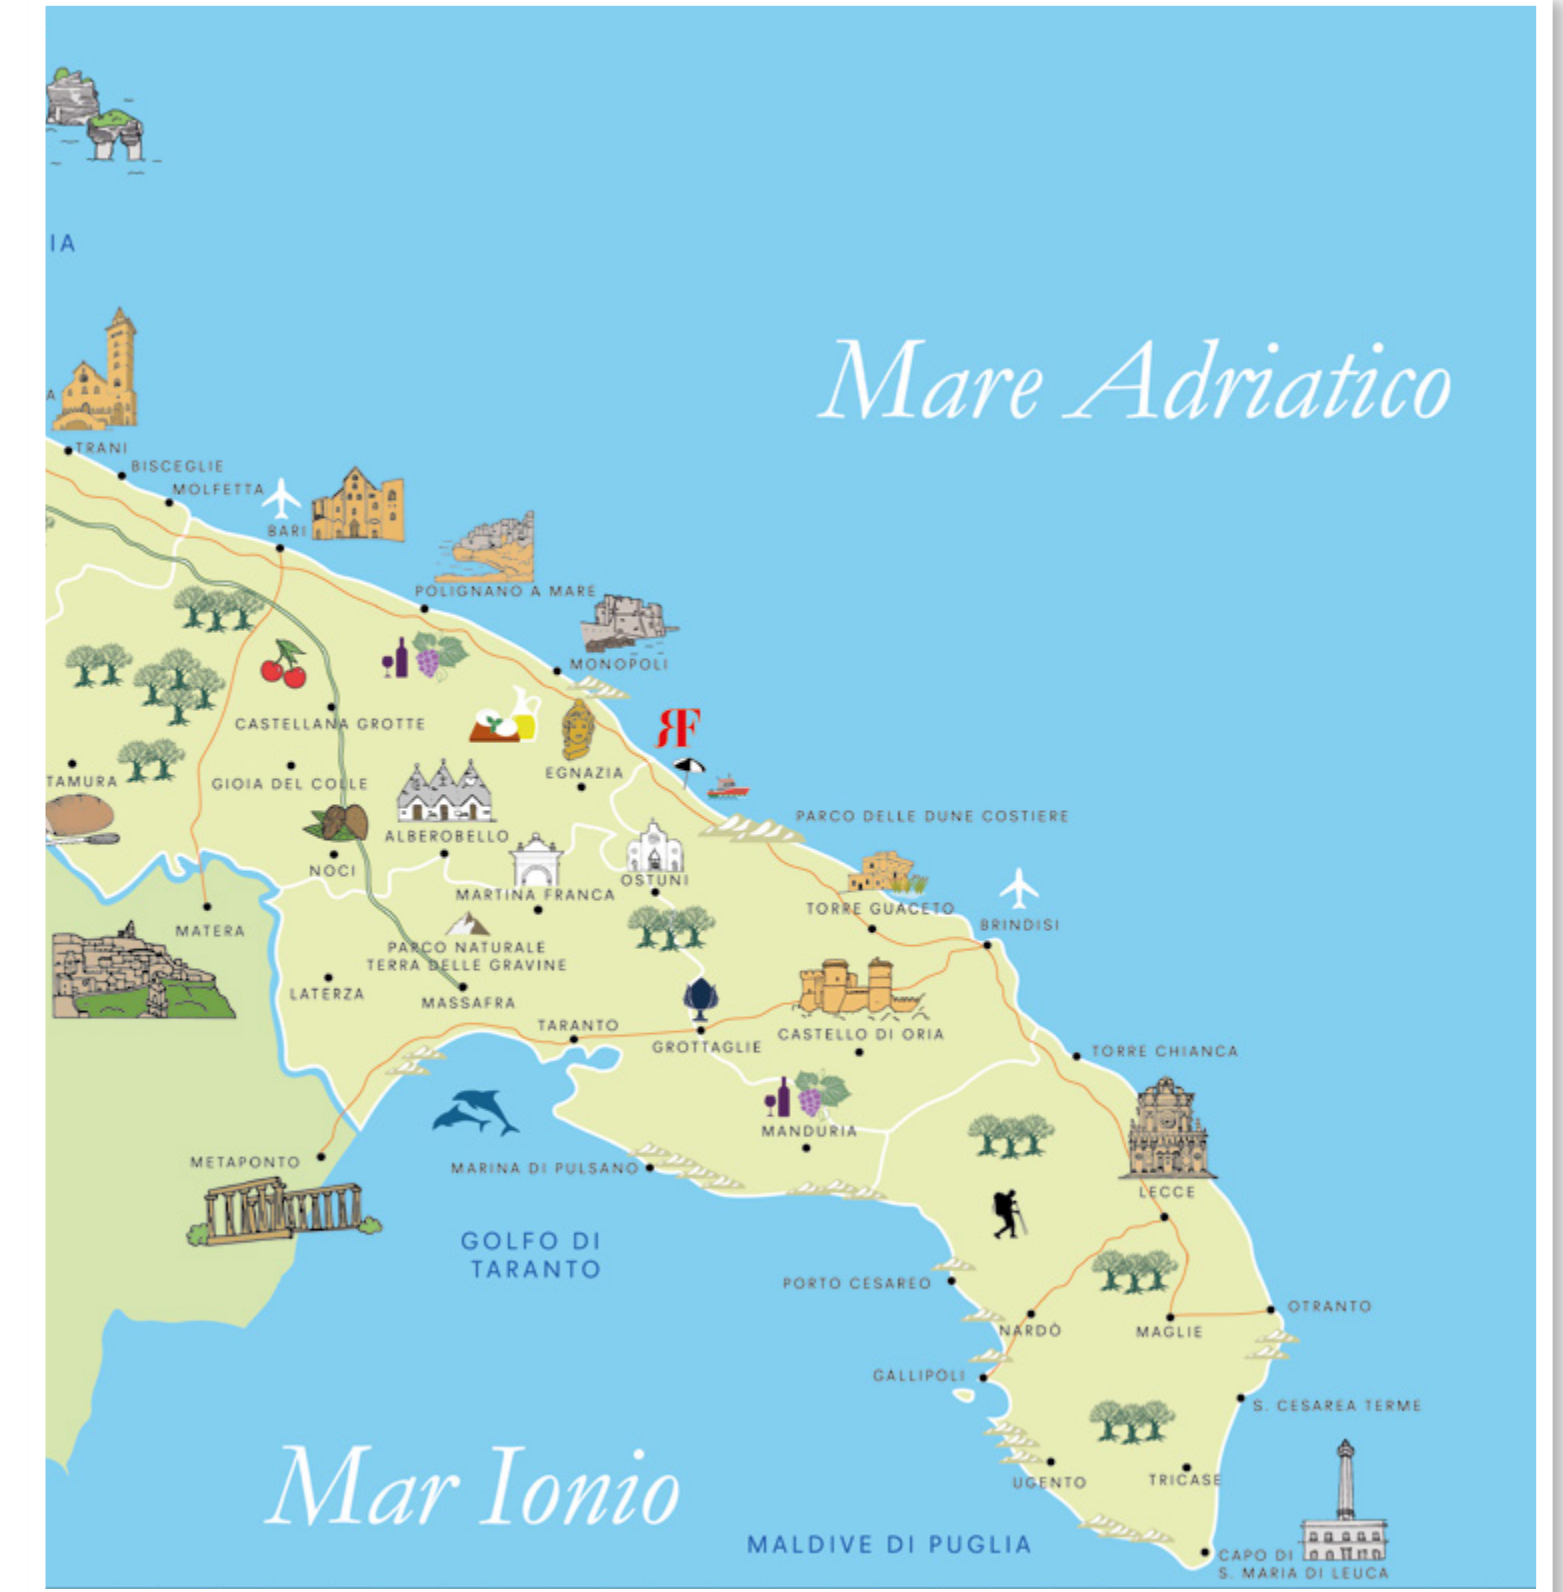 IA
Mare Adriatico
A
TRANI
BISCEGLIE
MOLFETTA
BARI
POLIGNANO A MARE
MONOPOLI
CASTELLANA GROTTE
RF
EGNAZIA
TAMURA
GIOIA DEL COLLE
PARCO DELLE DUNE COSTIERE
ALBEROBELLO
NOCI
OSTUNI
MARTINA FRANCA
TORRE GUACETO
BRINDISI
MATERA
PARCO NATURALE
TERRA DELLE GRAVINE
LATERZA
MASSAFRA
TARANTO
GROTTAGLIE
CASTELLO DI ORIA
TORRE CHIANCA
MANDURIA
METAPONTO
MARINA DI PULSANO
LECCE
GOLFO DI
TARANTO
PORTO CESAREO
OTRANTO
NARDÒ
MAGLIE
GALLIPOLI
S. CESAREA TERME
Mar Ionio
UGENTO
TRICASE
MALDIVE DI PUGLIA
CAPO DI
S. MARIA DI LEUCA